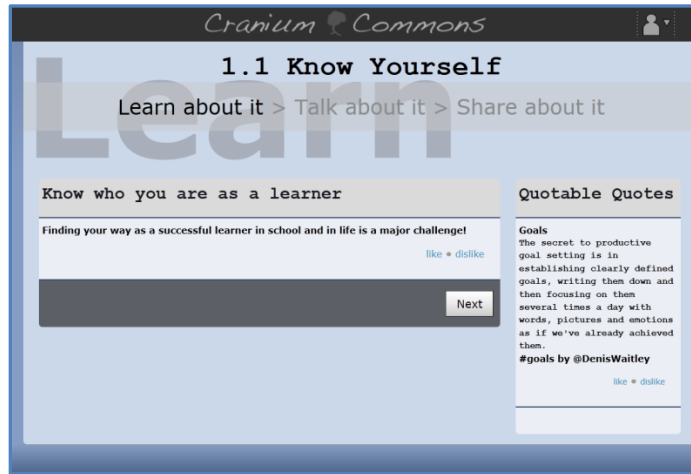 Cranium Commons
1.1 Know Yourself
Learn
Learn about it > Talk about it > Share about it
Know who you are as a learner
Finding your way as a successful learner in school and in life is a major challenge!
like • dislike
Next
Quotable Quotes
Goals
The secret to productive
goal setting is in
establishing clearly defined
goals, writing them down and
then focusing on them
several times a day with
words, pictures and emotions
as if we've already achieved
them.
#goals by @DenisWaitley
like • dislike